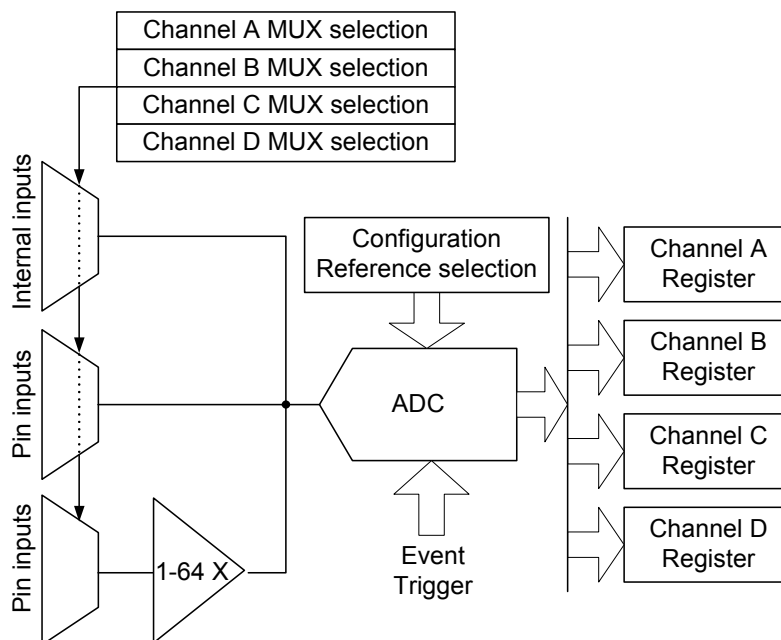 Channel A MUX selection
Channel B MUX selection
Channel C MUX selection
Channel D MUX selection
Internal inputs
Pin inputs
Pin inputs
1-64 X
Configuration
Reference selection
ADC
Event
Trigger
Channel A
Register
Channel B
Register
Channel C
Register
Channel D
Register